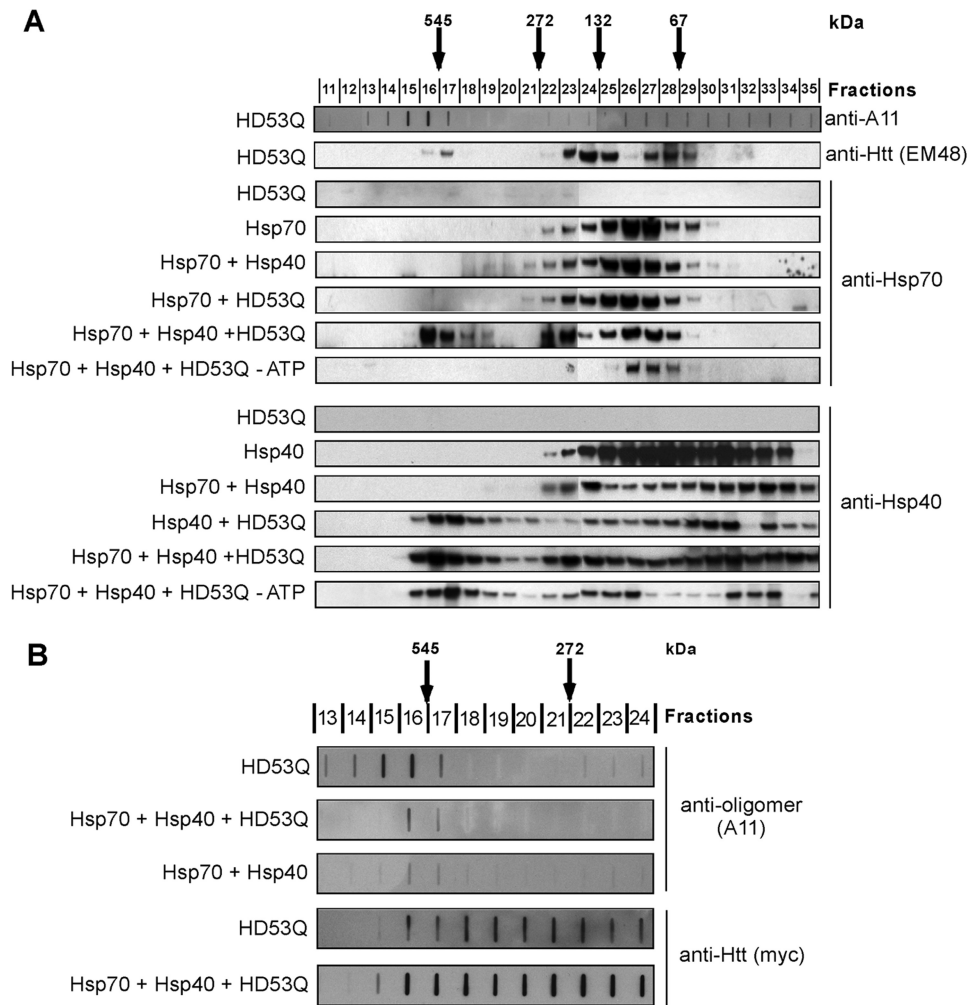 A
545 272 132 67 kDa
11 12 13 14 15 16 17 18 19 20 21 22 23 24 25 26 27 28 29 30 31 32 33 34 35 Fractions
HD53Q anti-A11
HD53Q anti-Htt (EM48)
HD53Q
Hsp70
Hsp70 + Hsp40
anti-Hsp70
Hsp70 + HD53Q
Hsp70 + Hsp40 +HD53Q
Hsp70 + Hsp40 + HD53Q - ATP
HD53Q
Hsp40
Hsp70 + Hsp40
anti-Hsp40
Hsp40 + HD53Q
Hsp70 + Hsp40 +HD53Q
Hsp70 + Hsp40 + HD53Q - ATP
B
545 272 kDa
13 14 15 16 17 18 19 20 21 22 23 24 Fractions
HD53Q
Hsp70 + Hsp40 + HD53Q
anti-oligomer
(A11)
Hsp70 + Hsp40
HD53Q
anti-Htt (myc)
Hsp70 + Hsp40 + HD53Q